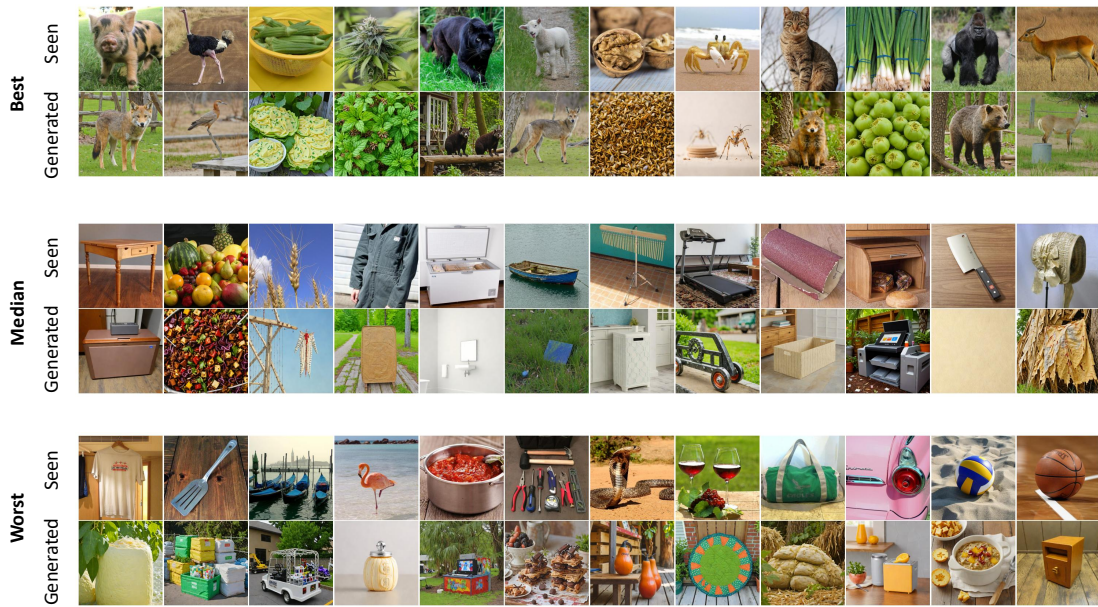 Best
Seen
Generated
Median
Seen
Generated
Worst
Seen
Generated